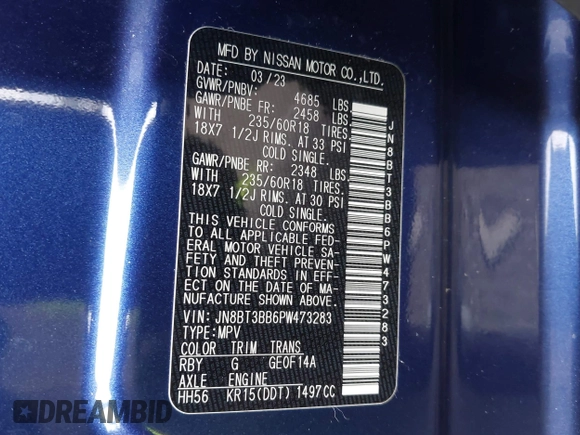 MFD BY NISSAN MOTOR CO.,LTD.
DATE: 03/23
GVWR/PNBV: 4685 LBS
GAWR/PNBE FR: 2458 LBS
WITH 235/60R18 TIRES.
18X7 1/2J RIMS. AT 33 PSI
COLD SINGLE.
GAWR/PNBE RR: 2348 LBS
WITH 235/60R18 TIRES.
18X7 1/2J RIMS. AT 30 PSI
COLD SINGLE.
THIS VEHICLE CONFORMS
TO ALL APPLICABLE FED-
ERAL MOTOR VEHICLE SA-
FETY AND THEFT PREVEN-
TION STANDARDS IN EFF-
ECT ON THE DATE OF MA-
NUFACTURE SHOWN ABOVE.
VIN: JN8BT3BB6PW473283
TYPE:MPV
COLOR TRIM TRANS
RBY G GEOF14A
AXLE ENGINE
HH56 KR15(DDT) 1497CC
JN8BT3BB6PW473283
DREAMBID